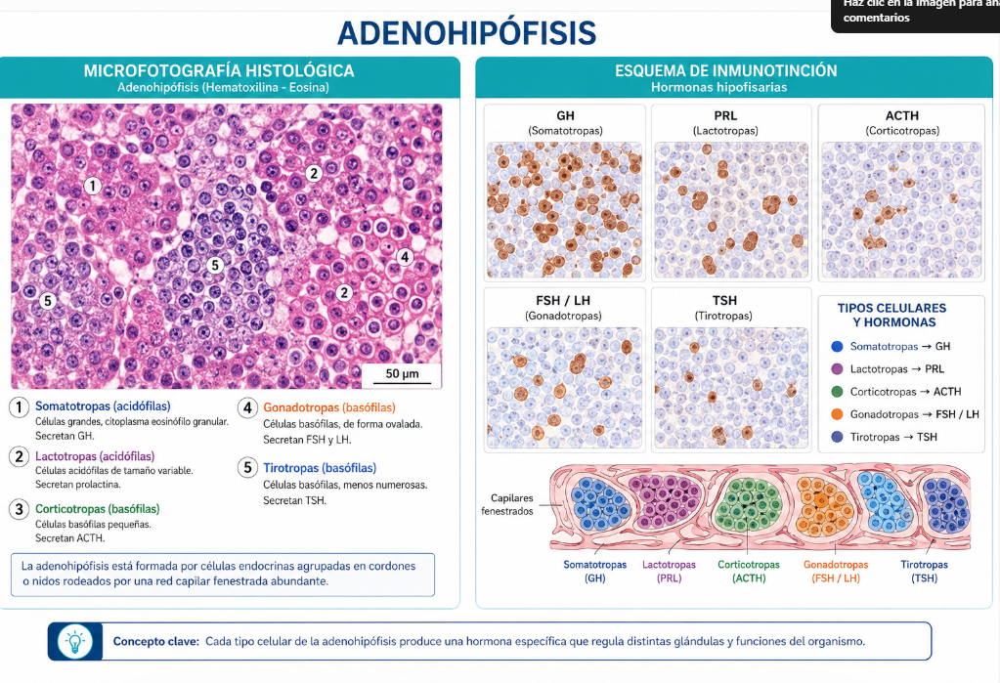 Haz clic en la imagen para
comentarios
ADENOHIPÓFISIS
MICROFOTOGRAFÍA HISTOLÓGICA
Adenohipófisis (Hematoxilina - Eosina)
1
2
5
4
2
5
50 µm
1 Somatotropas (acidófilas)
Células grandes, citoplasma eosinófilo granular.
Secretan GH.
2 Lactotropas (acidófilas)
Células acidófilas de tamaño variable.
Secretan prolactina.
3 Corticotropas (basófilas)
Células basófilas pequeñas.
Secretan ACTH.
4 Gonadotropas (basófilas)
Células basófilas, de forma ovalada.
Secretan FSH y LH.
5 Tirotropas (basófilas)
Células basófilas, menos numerosas.
Secretan TSH.
La adenohipófisis está formada por células endocrinas agrupadas en cordones
o nidos rodeados por una red capilar fenestrada abundante.
ESQUEMA DE INMUNOTINCIÓN
Hormonas hipofisarias
GH
(Somatotropas)
PRL
(Lactotropas)
ACTH
(Corticotropas)
FSH / LH
(Gonadotropas)
TSH
(Tirotropas)
TIPOS CELULARES
Y HORMONAS
Somatotropas → GH
Lactotropas → PRL
Corticotropas → ACTH
Gonadotropas → FSH / LH
Tirotropas → TSH
Capilares
fenestrados
Somatotropas
(GH)
Lactotropas
(PRL)
Corticotropas
(ACTH)
Gonadotropas
(FSH / LH)
Tirotropas
(TSH)
Concepto clave: Cada tipo celular de la adenohipófisis produce una hormona específica que regula distintas glándulas y funciones del organismo.